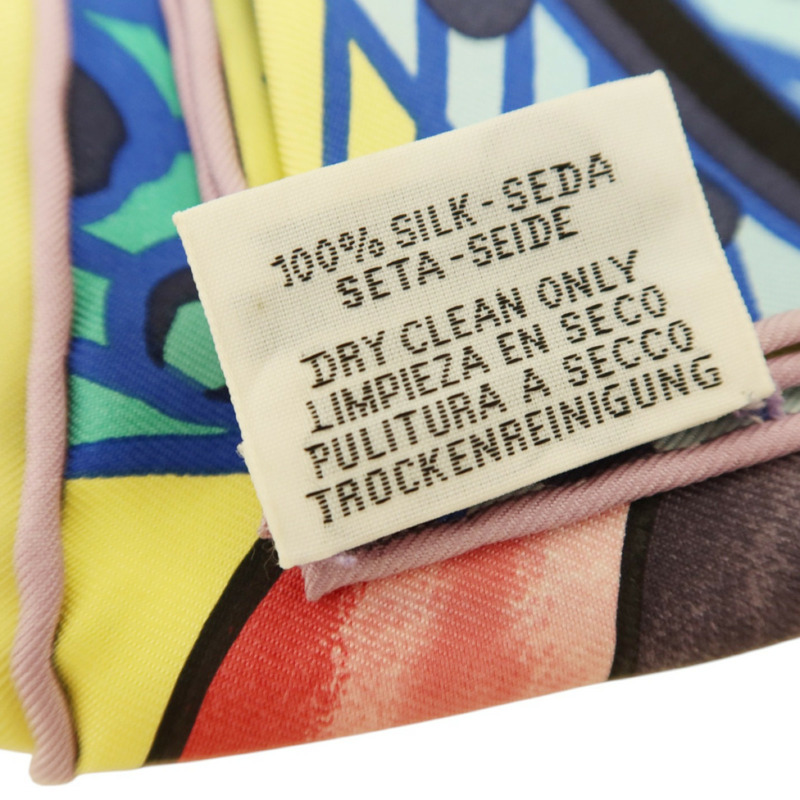 100% SILK-SEDA
SETA-SEIDE
DRY CLEAN ONLY
LIMPIEZA EN SECO
PULITURA A SECCO
TROCKENREINIGUNG